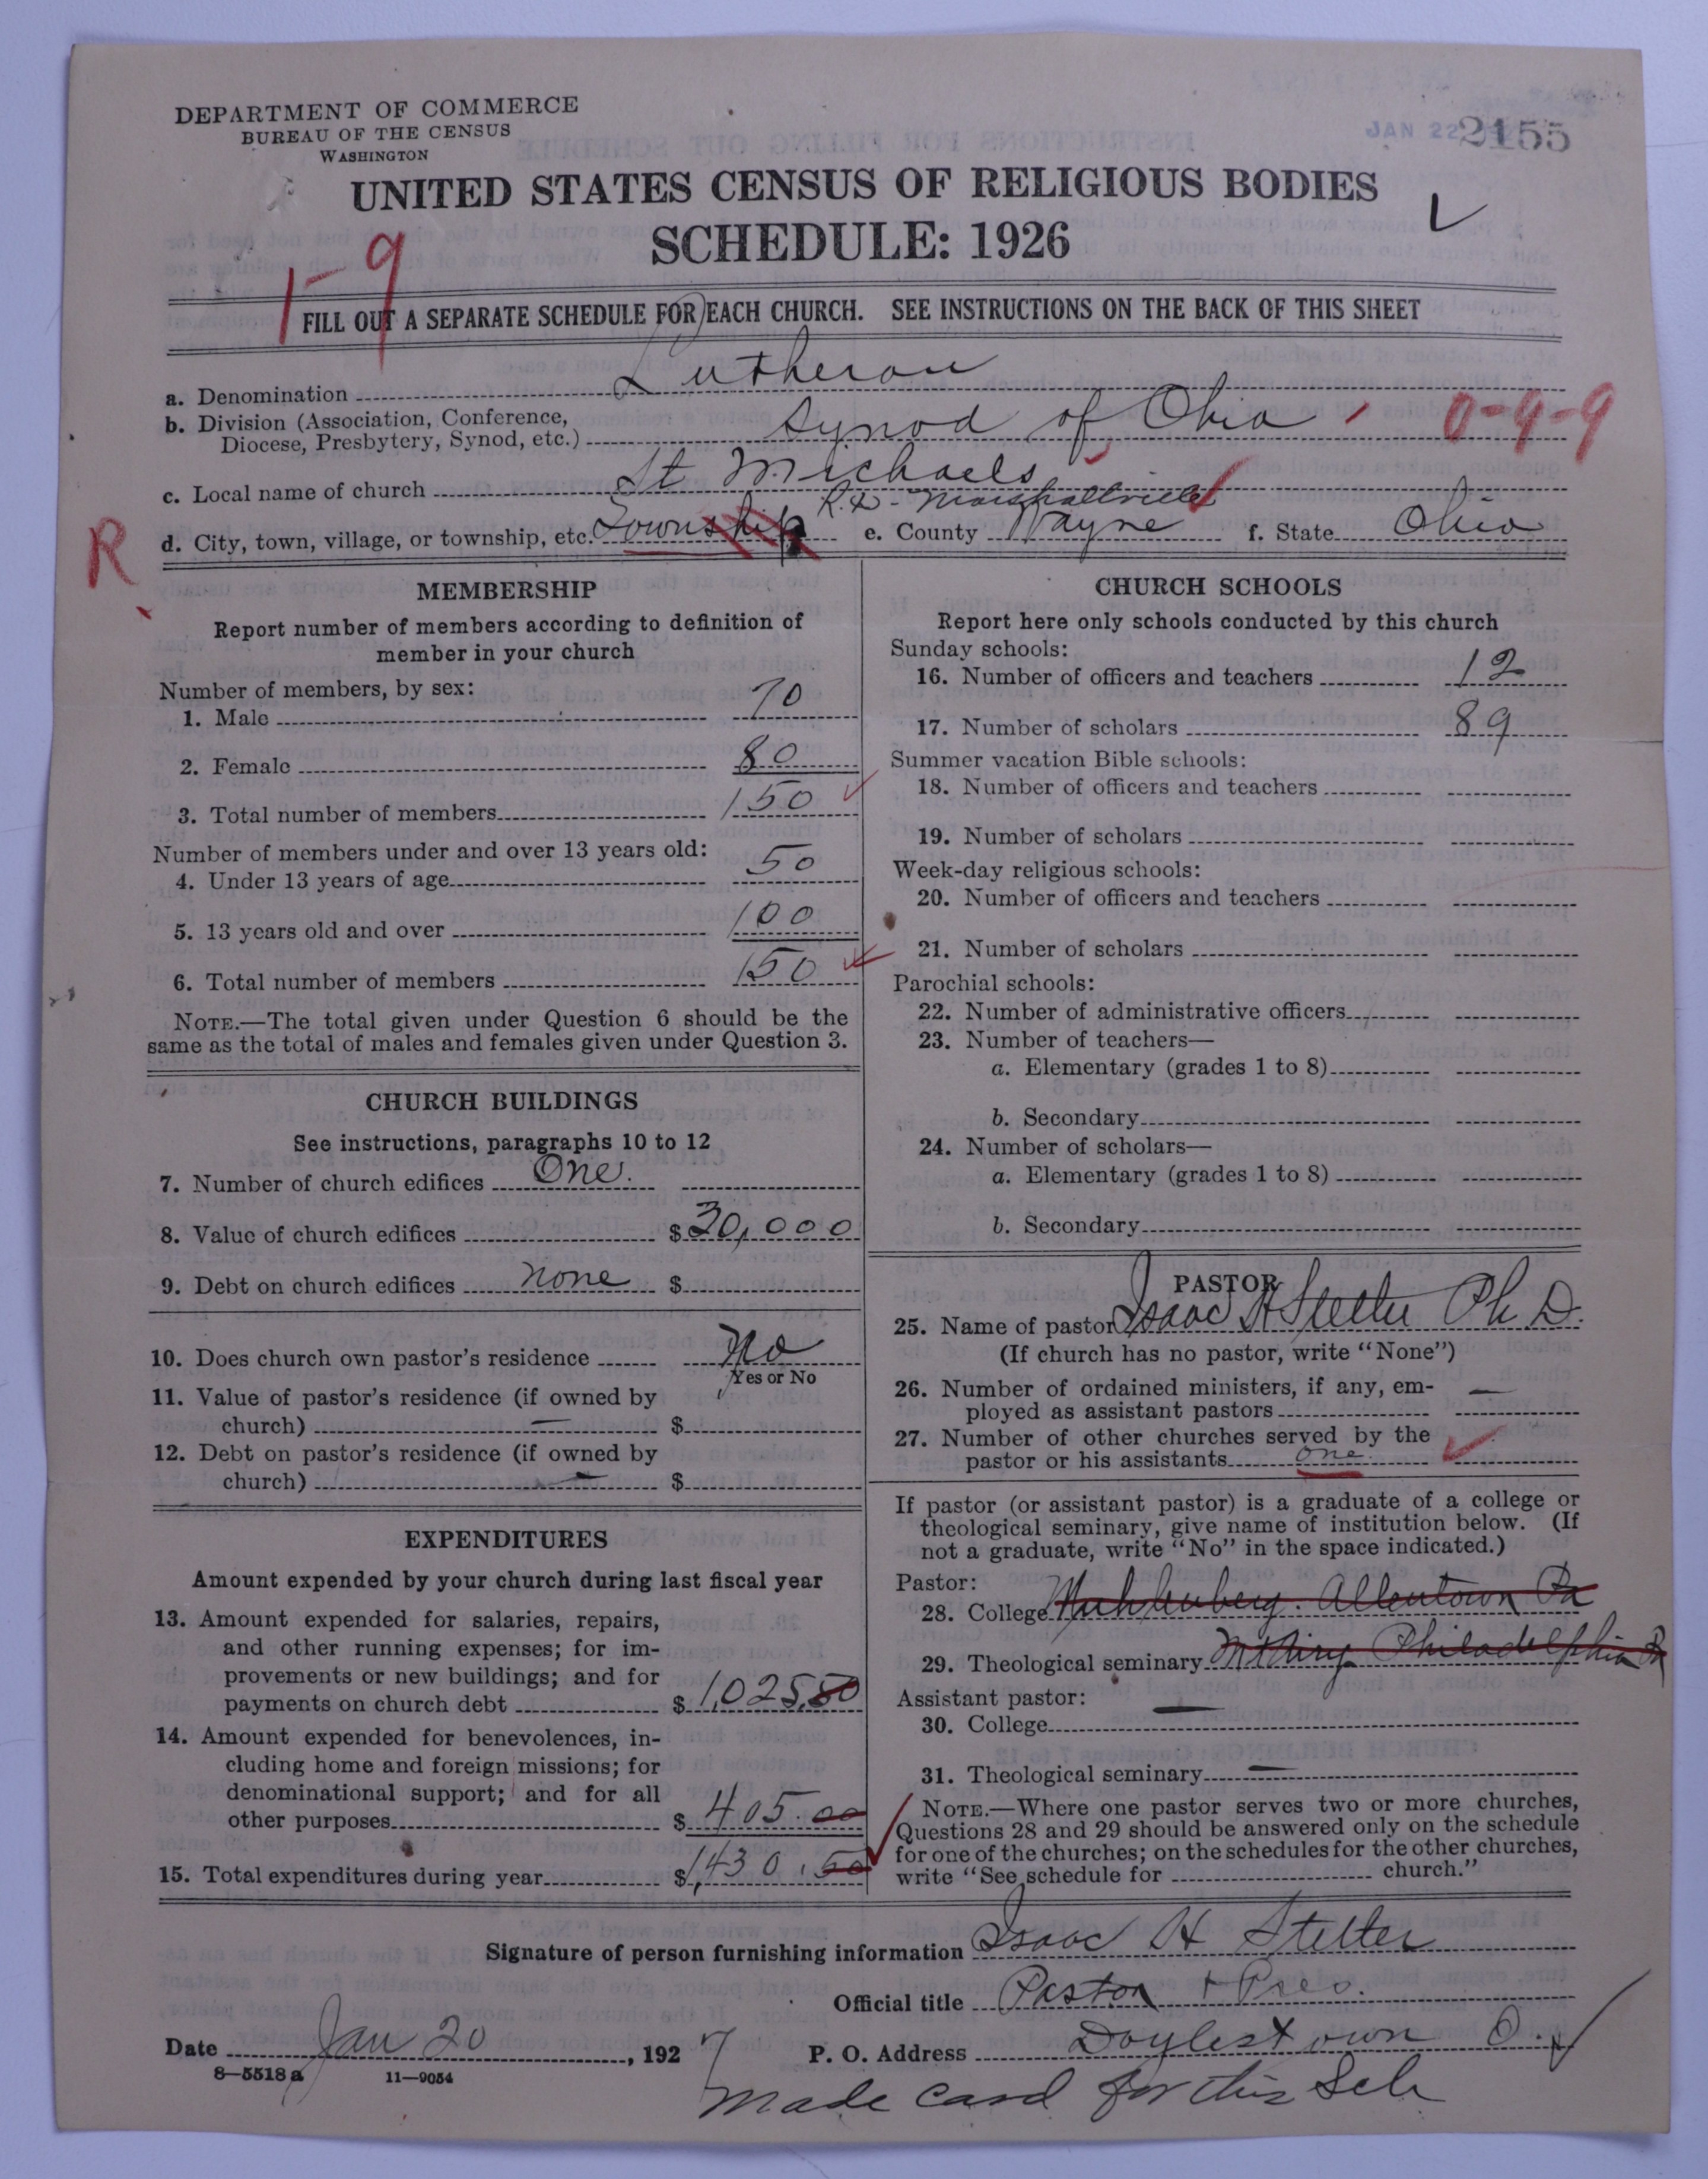 DEPARTMENT OF COMMERCE
BUREAU OF THE CENSUS
WASHINGTON
JAN 22
2155
UNITED STATES CENSUS OF RELIGIOUS BODIES
SCHEDULE: 1926
1-9
FILL OUT A SEPARATE SCHEDULE FOR EACH CHURCH. SEE INSTRUCTIONS ON THE BACK OF THIS SHEET
a. Denomination Lutheran
b. Division (Association, Conference,
Diocese, Presbytery, Synod, etc.) Synod of Ohio 0-9-9
c. Local name of church St Michaels
R.D. - Marshallville
d. City, town, village, or township, etc. Township e. County Wayne f. State Ohio
R
MEMBERSHIP
Report number of members according to definition of
member in your church
Number of members, by sex:
1. Male 70
2. Female 80
3. Total number of members 150
Number of members under and over 13 years old:
4. Under 13 years of age 50
5. 13 years old and over 100
6. Total number of members 150
NOTE.—The total given under Question 6 should be the
same as the total of males and females given under Question 3.
CHURCH BUILDINGS
See instructions, paragraphs 10 to 12
7. Number of church edifices One.
8. Value of church edifices $ 30,000
9. Debt on church edifices none $
10. Does church own pastor's residence No
Yes or No
11. Value of pastor's residence (if owned by
church) — $
12. Debt on pastor's residence (if owned by
church) — $
EXPENDITURES
Amount expended by your church during last fiscal year
13. Amount expended for salaries, repairs,
and other running expenses; for im-
provements or new buildings; and for
payments on church debt $ 1,025.50
14. Amount expended for benevolences, in-
cluding home and foreign missions; for
denominational support; and for all
other purposes $ 405.00
15. Total expenditures during year $ 1,430.50
CHURCH SCHOOLS
Report here only schools conducted by this church
Sunday schools:
16. Number of officers and teachers 12
17. Number of scholars 89
Summer vacation Bible schools:
18. Number of officers and teachers
19. Number of scholars
Week-day religious schools:
20. Number of officers and teachers
21. Number of scholars
Parochial schools:
22. Number of administrative officers
23. Number of teachers—
a. Elementary (grades 1 to 8)
b. Secondary
24. Number of scholars—
a. Elementary (grades 1 to 8)
b. Secondary
PASTOR
25. Name of pastor Isaac H Stetler Ph D.
(If church has no pastor, write "None")
26. Number of ordained ministers, if any, em-
ployed as assistant pastors —
27. Number of other churches served by the
pastor or his assistants one
If pastor (or assistant pastor) is a graduate of a college or
theological seminary, give name of institution below. (If
not a graduate, write "No" in the space indicated.)
Pastor:
28. College Muhlenberg. Allentown Pa
29. Theological seminary Mt Airy Philadelphia Pa
Assistant pastor: —
30. College
31. Theological seminary —
NOTE.—Where one pastor serves two or more churches,
Questions 28 and 29 should be answered only on the schedule
for one of the churches; on the schedules for the other churches,
write "See schedule for church."
Signature of person furnishing information Isaac H Stetler
Official title Pastor + Pres.
Date Jan 20, 1927 P. O. Address Doylestown O.
8—5518 a 11—9054
Made card for this Sch